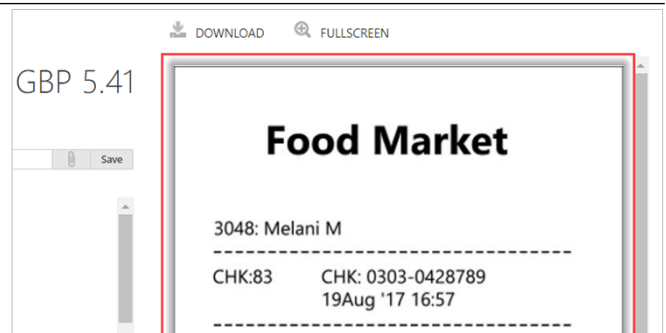 DOWNLOAD FULLSCREEN
GBP 5.41
Save
Food Market
3048: Melani M
---------------------------------
CHK:83 CHK: 0303-0428789
19Aug '17 16:57
---------------------------------